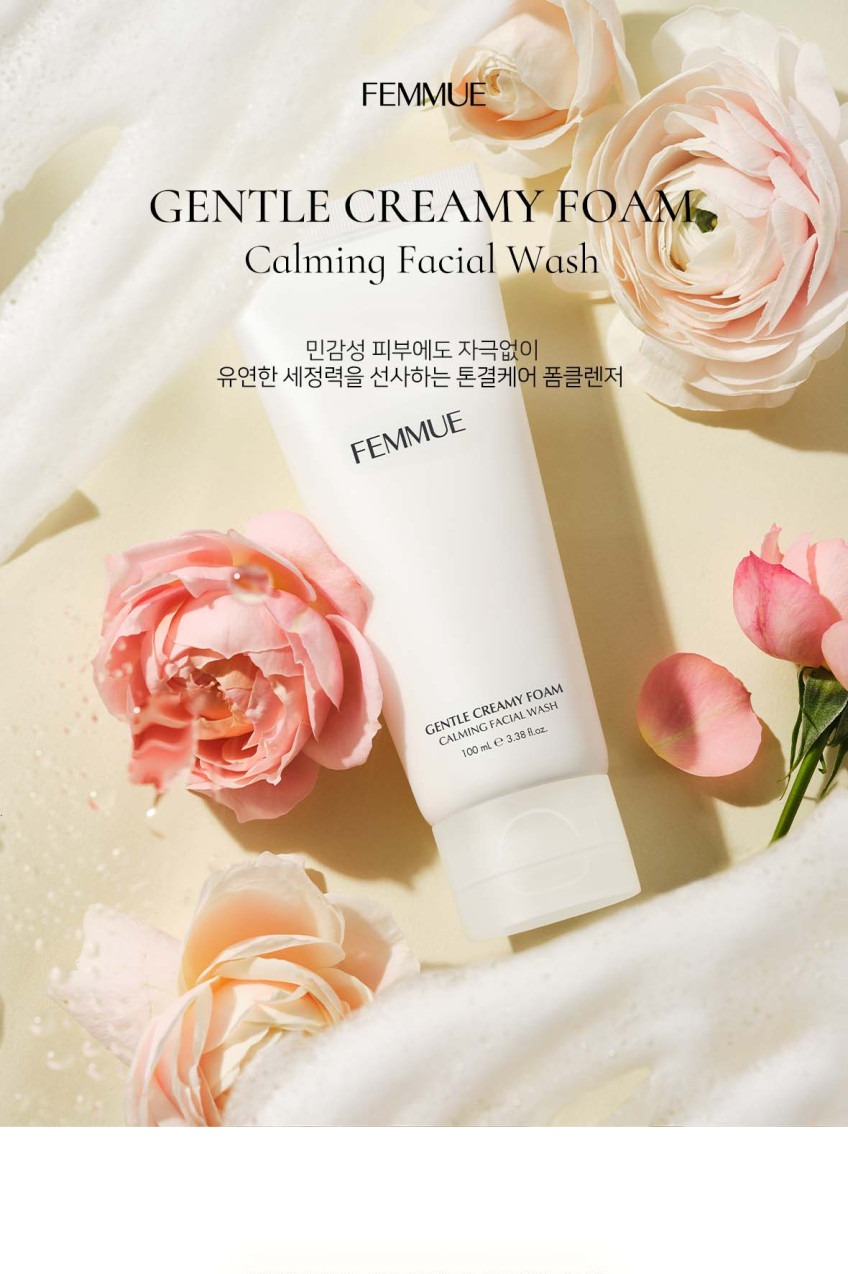 FEMMUE
GENTLE CREAMY FOAM
Calming Facial Wash
민감성 피부에도 자극없이
유연한 세정력을 선사하는 톤결케어 폼클렌저
FEMMUE
GENTLE CREAMY FOAM
CALMING FACIAL WASH
100 mL ℮ 3.38 fl.oz.